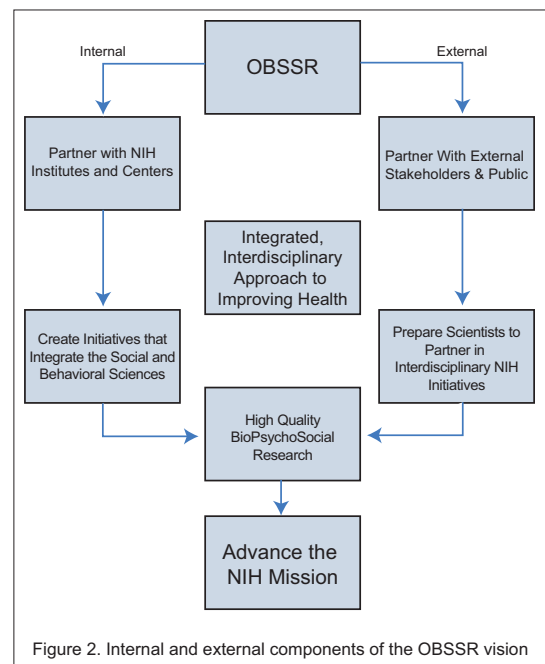 Internal
OBSSR
External
Partner with NIH
Institutes and Centers
Partner With External
Stakeholders & Public
Integrated,
Interdisciplinary
Approach to
Improving Health
Create Initiatives that
Integrate the Social and
Behavioral Sciences
Prepare Scientists to
Partner in
Interdisciplinary NIH
Initiatives
High Quality
BioPsychoSocial
Research
Advance the
NIH Mission
Figure 2. Internal and external components of the OBSSR vision